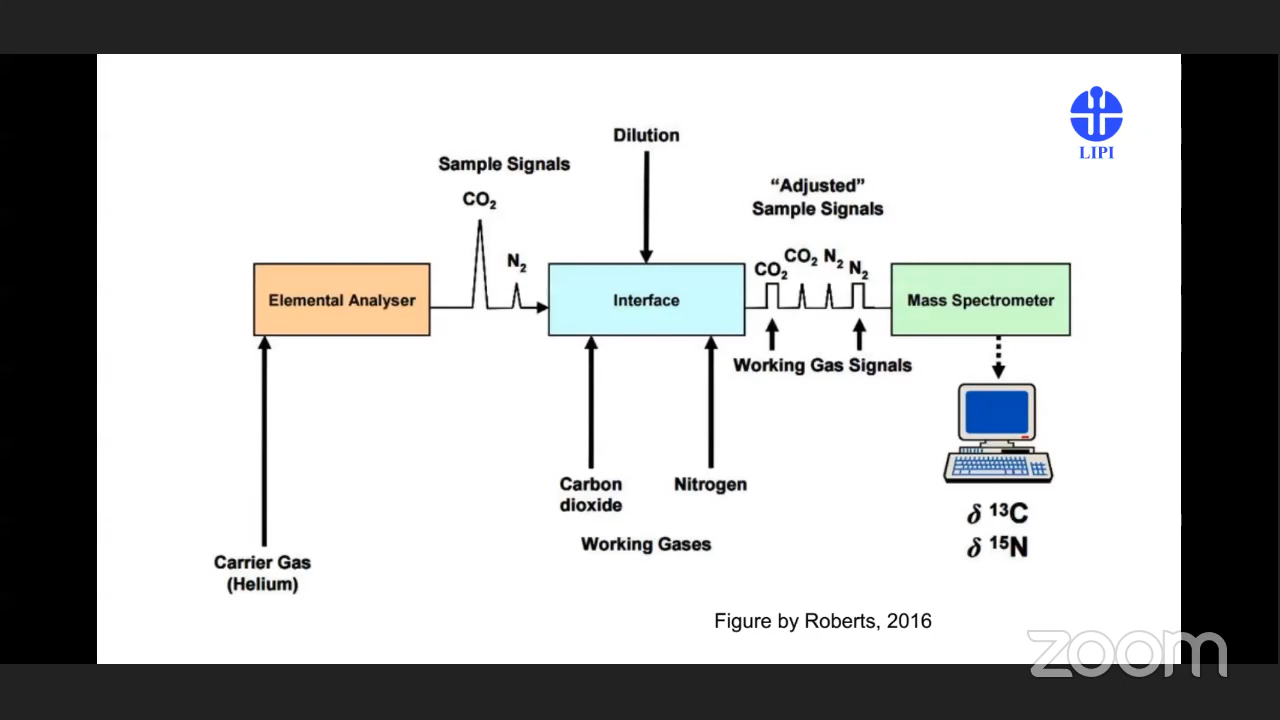 LIPI
Dilution
Sample Signals
CO₂
N₂
“Adjusted”
Sample Signals
CO₂
CO₂
N₂
N₂
Elemental Analyser
Interface
Mass Spectrometer
Working Gas Signals
Carbon
dioxide
Nitrogen
Working Gases
Carrier Gas
(Helium)
δ ¹³C
δ ¹⁵N
Figure by Roberts, 2016
zoom